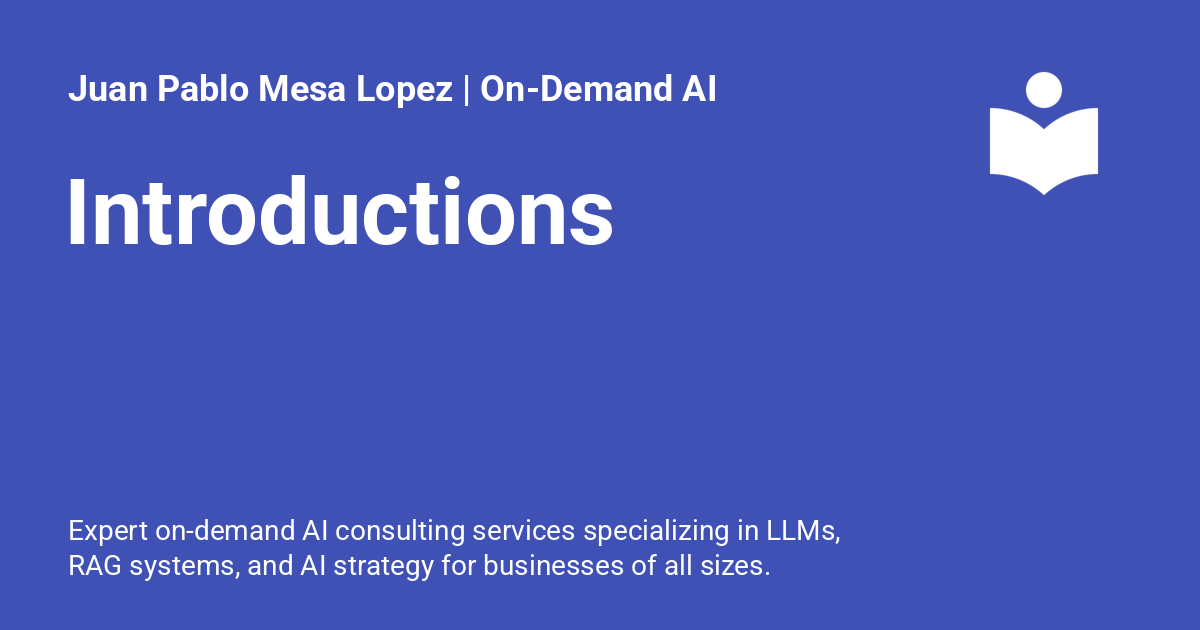 Juan Pablo Mesa Lopez | On-Demand AI
Introductions
Expert on-demand AI consulting services specializing in LLMs,
RAG systems, and AI strategy for businesses of all sizes.